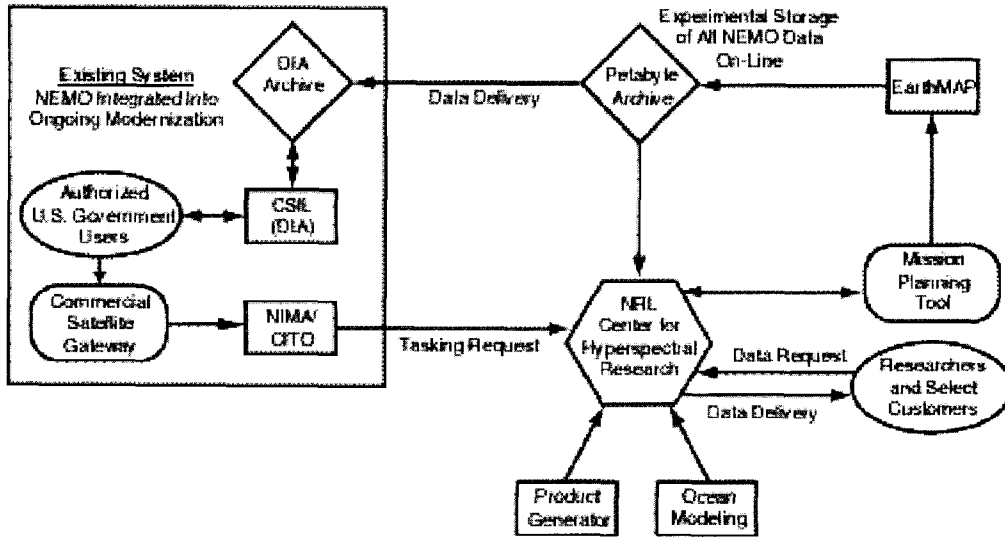 Existing System
NEMO Integrated Into
Ongoing Modernization
DIA
Archive
Data Delivery
Petabyte
Archive
Experimental Storage
of All NEMO Data
On-Line
EarthMAP
Authorized
U.S. Government
Users
CSIL
(DIA)
Commercial
Satellite
Gateway
NIMA/
CITO
Tasking Request
NRL
Center for
Hyperspectral
Research
Mission
Planning
Tool
Data Request
Researchers
and Select
Customers
Data Delivery
Product
Generator
Ocean
Modeling